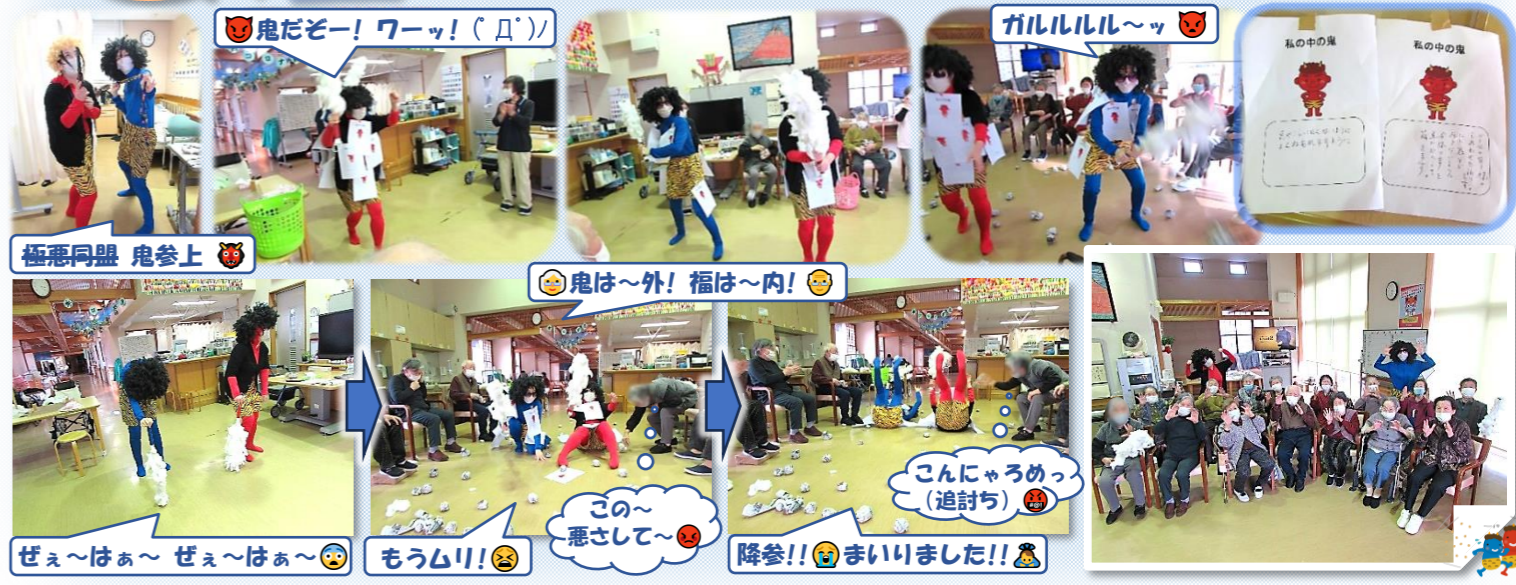 👿鬼だぞー! ワーッ! (ﾟДﾟ)ﾉ
ガルルルル～ッ 👿
私の中の鬼
私の中の鬼
極悪同盟 鬼参上 👹
👵鬼は～外! 福は～内! 👴
ぜぇ～はぁ～ ぜぇ～はぁ～😨
もうムリ!😫
この～
悪さして～😡
こんにゃろめっ
(追討ち)🤬
降参!!😭まいりました!!🙇